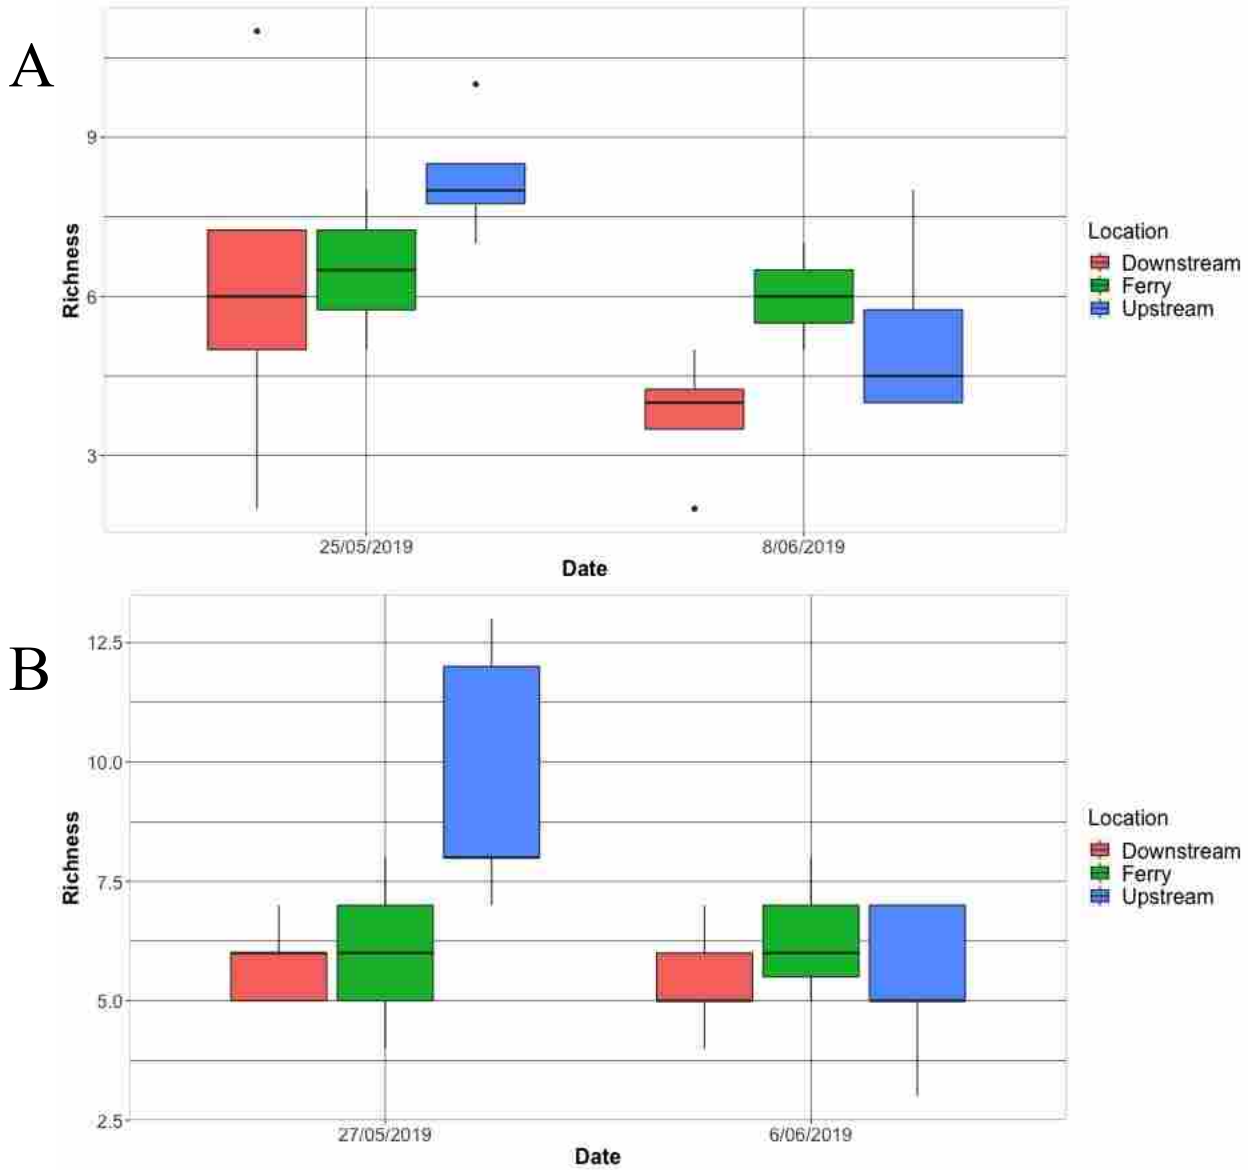 A
9
6
3
Richness
25/05/2019
8/06/2019
Date
Location
Downstream
Ferry
Upstream
B
12.5
10.0
7.5
5.0
2.5
Richness
27/05/2019
6/06/2019
Date
Location
Downstream
Ferry
Upstream